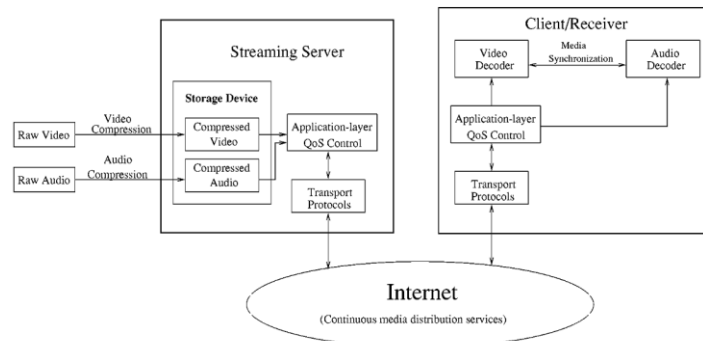 Streaming Server
Storage Device
Raw Video
Video
Compression
Compressed
Video
Application-layer
QoS Control
Raw Audio
Audio
Compression
Compressed
Audio
Transport
Protocols
Client/Receiver
Video
Decoder
Media
Synchronization
Audio
Decoder
Application-layer
QoS Control
Transport
Protocols
Internet
(Continuous media distribution services)